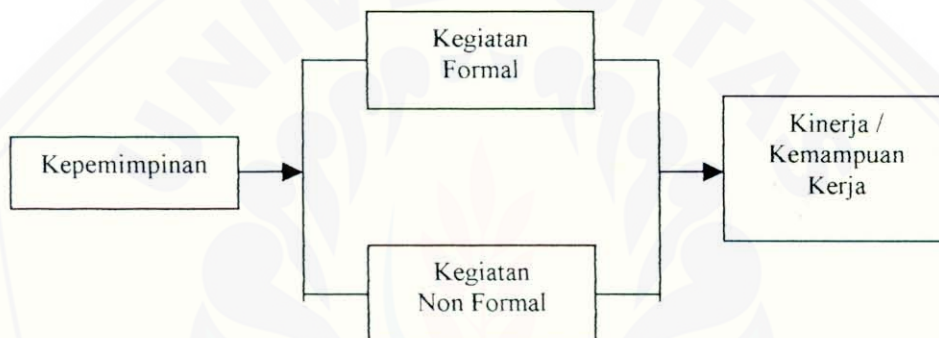 Kegiatan
Formal
Kepemimpinan
Kinerja /
Kemampuan
Kerja
Kegiatan
Non Formal